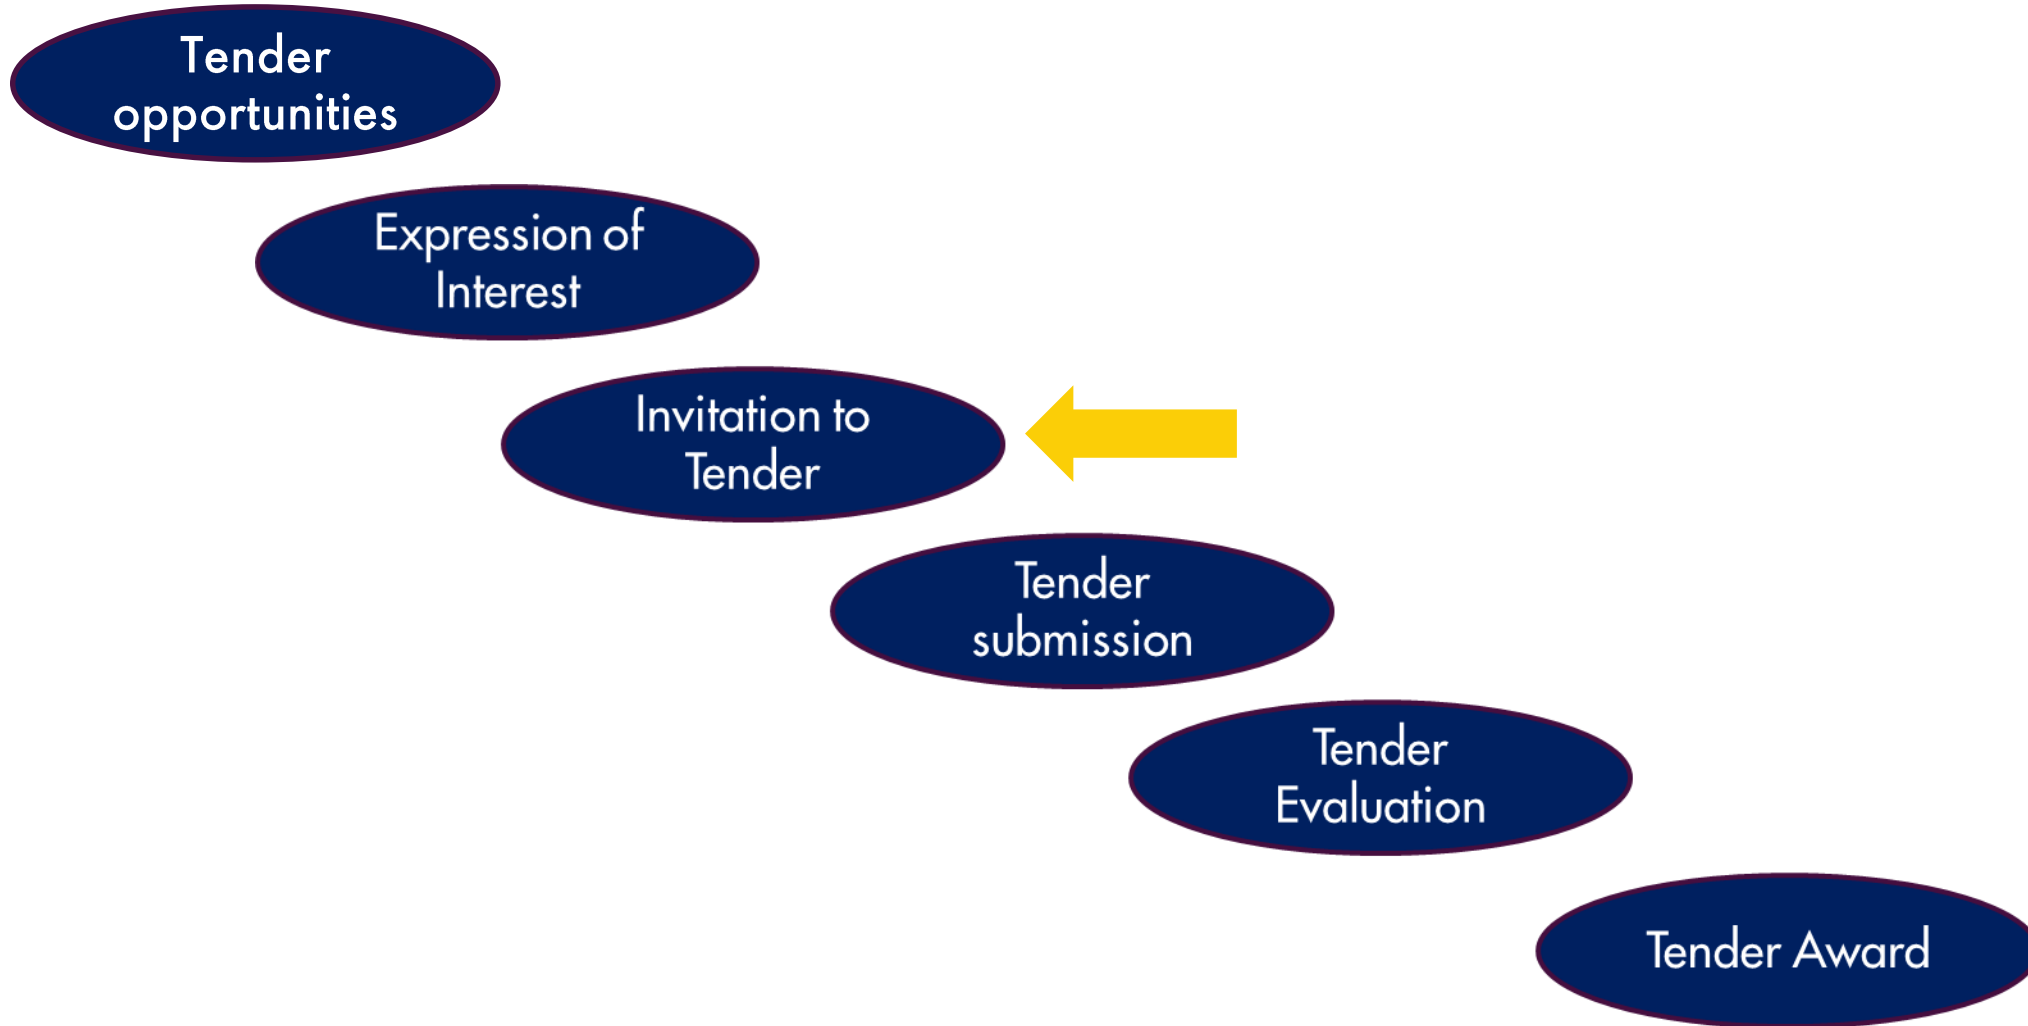 Tender
opportunities
Expression of
Interest
Invitation to
Tender
Tender
submission
Tender
Evaluation
Tender Award